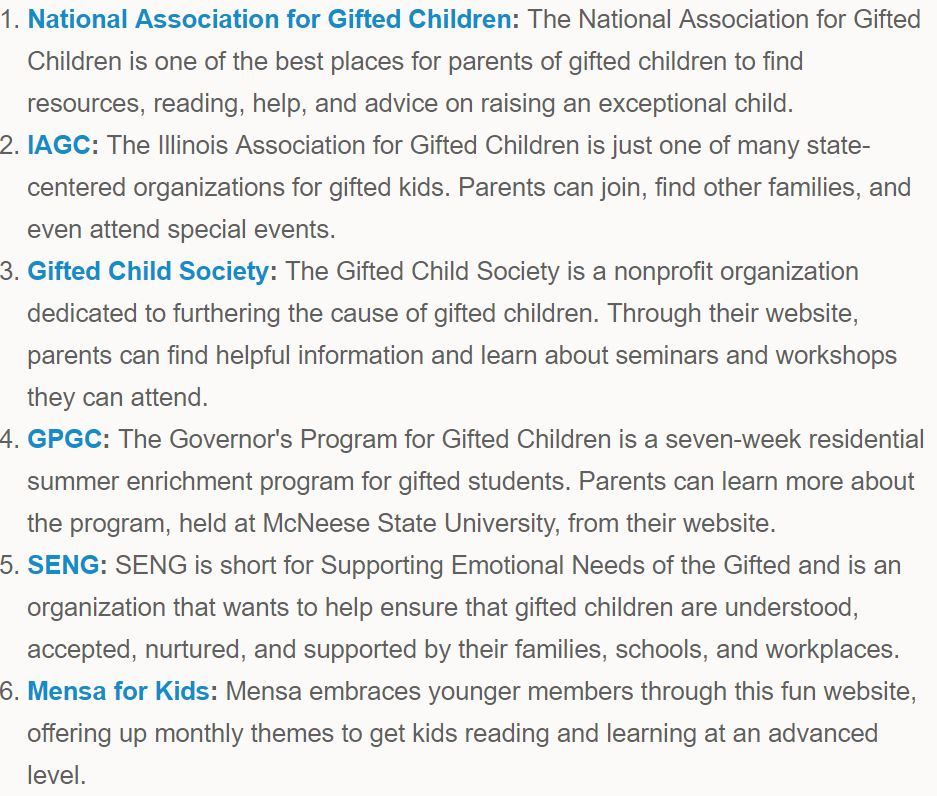 1. National Association for Gifted Children: The National Association for Gifted
Children is one of the best places for parents of gifted children to find
resources, reading, help, and advice on raising an exceptional child.
2. IAGC: The Illinois Association for Gifted Children is just one of many state-
centered organizations for gifted kids. Parents can join, find other families, and
even attend special events.
3. Gifted Child Society: The Gifted Child Society is a nonprofit organization
dedicated to furthering the cause of gifted children. Through their website,
parents can find helpful information and learn about seminars and workshops
they can attend.
4. GPGC: The Governor's Program for Gifted Children is a seven-week residential
summer enrichment program for gifted students. Parents can learn more about
the program, held at McNeese State University, from their website.
5. SENG: SENG is short for Supporting Emotional Needs of the Gifted and is an
organization that wants to help ensure that gifted children are understood,
accepted, nurtured, and supported by their families, schools, and workplaces.
6. Mensa for Kids: Mensa embraces younger members through this fun website,
offering up monthly themes to get kids reading and learning at an advanced
level.